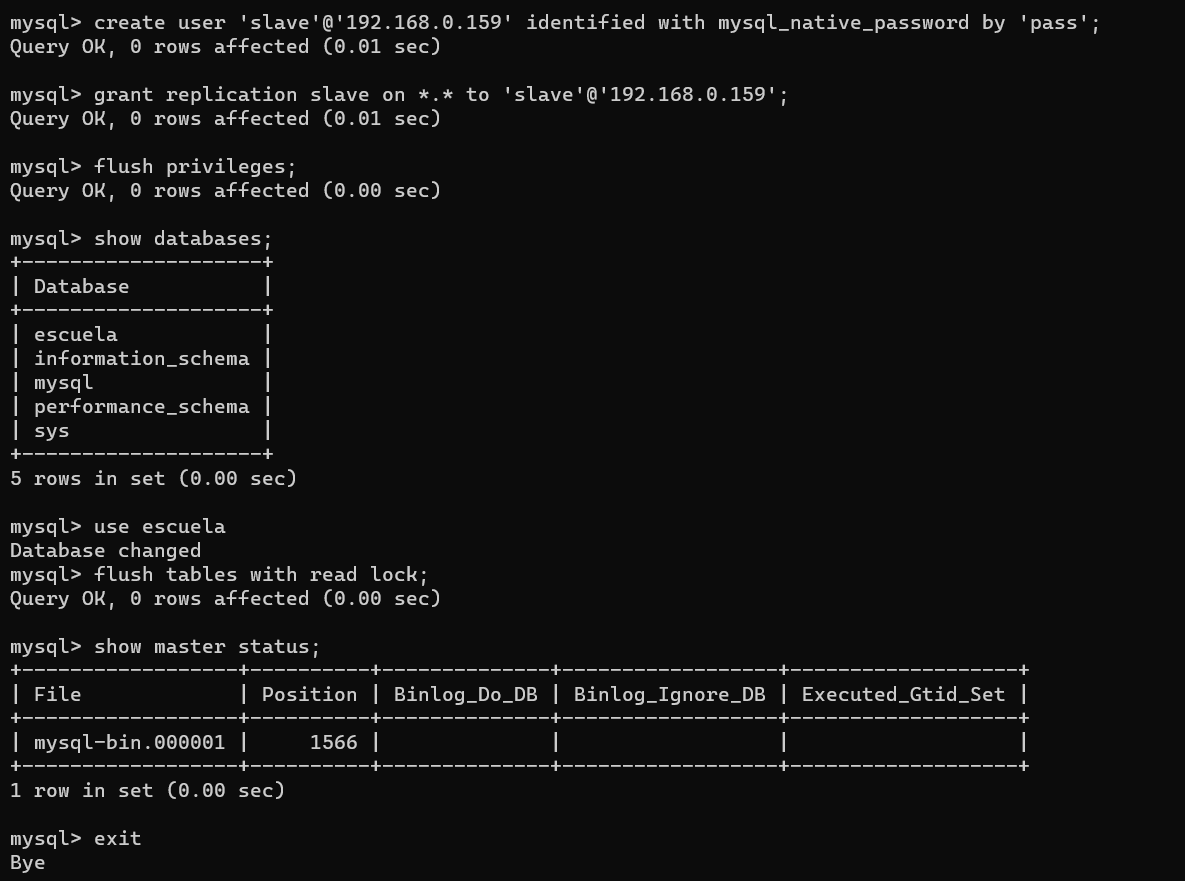 mysql> create user 'slave'@'192.168.0.159' identified with mysql_native_password by 'pass';
Query OK, 0 rows affected (0.01 sec)

mysql> grant replication slave on *.* to 'slave'@'192.168.0.159';
Query OK, 0 rows affected (0.01 sec)

mysql> flush privileges;
Query OK, 0 rows affected (0.00 sec)

mysql> show databases;
+--------------------+
| Database           |
+--------------------+
| escuela            |
| information_schema |
| mysql              |
| performance_schema |
| sys                |
+--------------------+
5 rows in set (0.00 sec)

mysql> use escuela
Database changed
mysql> flush tables with read lock;
Query OK, 0 rows affected (0.00 sec)

mysql> show master status;
+------------------+----------+--------------+------------------+-------------------+
| File             | Position | Binlog_Do_DB | Binlog_Ignore_DB | Executed_Gtid_Set |
+------------------+----------+--------------+------------------+-------------------+
| mysql-bin.000001 |     1566 |              |                  |                   |
+------------------+----------+--------------+------------------+-------------------+
1 row in set (0.00 sec)

mysql> exit
Bye